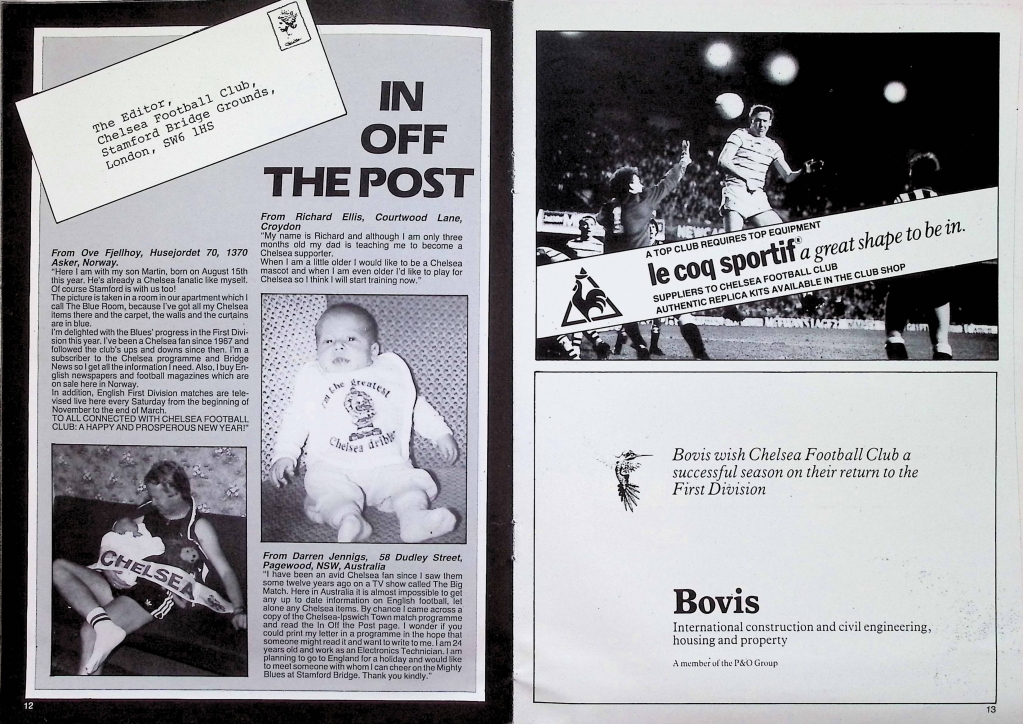 The Editor,
Chelsea Football Club,
Stamford Bridge Grounds,
London, SW6 1HS
IN
OFF
THE POST
From Ove Fjellhoy, Husejordet 70, 1370
Asker, Norway.
"Here I am with my son Martin, born on August 15th
this year. He's already a Chelsea fanatic like myself.
Of course Stamford is with us too!
The picture is taken in a room in our apartment which I
call The Blue Room, because I've got all my Chelsea
items there and the carpet, the walls and the curtains
are in blue.
I'm delighted with the Blues' progress in the First Divi-
sion this year. I've been a Chelsea fan since 1967 and
followed the club's ups and downs since then. I'm a
subscriber to the Chelsea programme and Bridge
News so I get all the information I need. Also, I buy En-
glish newspapers and football magazines which are
on sale here in Norway.
In addition, English First Division matches are tele-
vised live here every Saturday from the beginning of
November to the end of March.
TO ALL CONNECTED WITH CHELSEA FOOTBALL
CLUB: A HAPPY AND PROSPEROUS NEW YEAR!"
CHELSEA
From Richard Ellis, Courtwood Lane,
Croydon
"My name is Richard and although I am only three
months old my dad is teaching me to become a
Chelsea supporter.
When I am a little older I would like to be a Chelsea
mascot and when I am even older I'd like to play for
Chelsea so I think I will start training now."
I'm the greatest
Chelsea dribbler
From Darren Jennigs, 58 Dudley Street,
Pagewood, NSW, Australia
"I have been an avid Chelsea fan since I saw them
some twelve years ago on a TV show called The Big
Match. Here in Australia it is almost impossible to get
any up to date information on English football, let
alone any Chelsea items. By chance I came across a
copy of the Chelsea-Ipswich Town match programme
and read the In Off the Post page. I wonder if you
could print my letter in a programme in the hope that
someone might read it and want to write to me. I am 24
years old and work as an Electronics Technician. I am
planning to go to England for a holiday and would like
to meet someone with whom I can cheer on the Mighty
Blues at Stamford Bridge. Thank you kindly."
12
A TOP CLUB REQUIRES TOP EQUIPMENT
le coq sportif® a great shape to be in.
SUPPLIERS TO CHELSEA FOOTBALL CLUB
AUTHENTIC REPLICA KITS AVAILABLE IN THE CLUB SHOP
Bovis wish Chelsea Football Club a
successful season on their return to the
First Division
Bovis
International construction and civil engineering,
housing and property
A member of the P&O Group
13